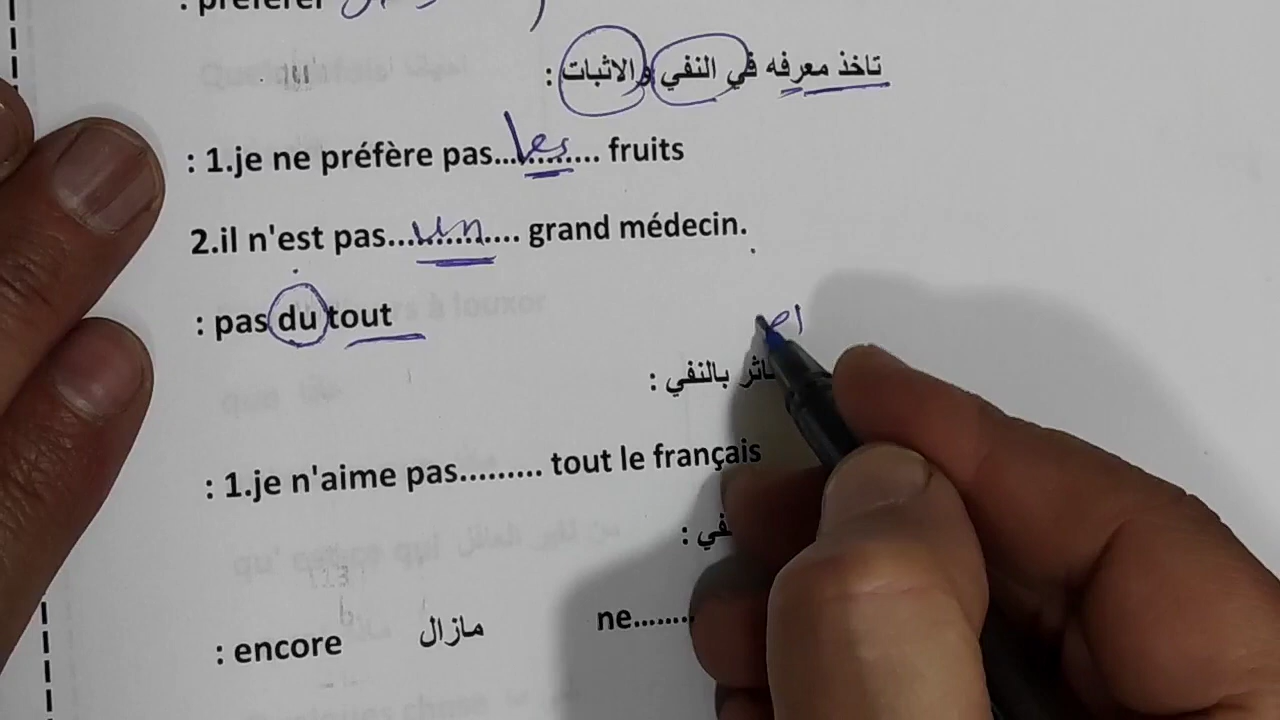 : préférer
تاخذ معرفه في النفي والاثبات :
: 1.je ne préfère pas...les...... fruits
2.il n'est pas...un...... grand médecin.
: pas du tout
بالنفي :
: 1.je n'aime pas......... tout le français
: encore مازال ne.......